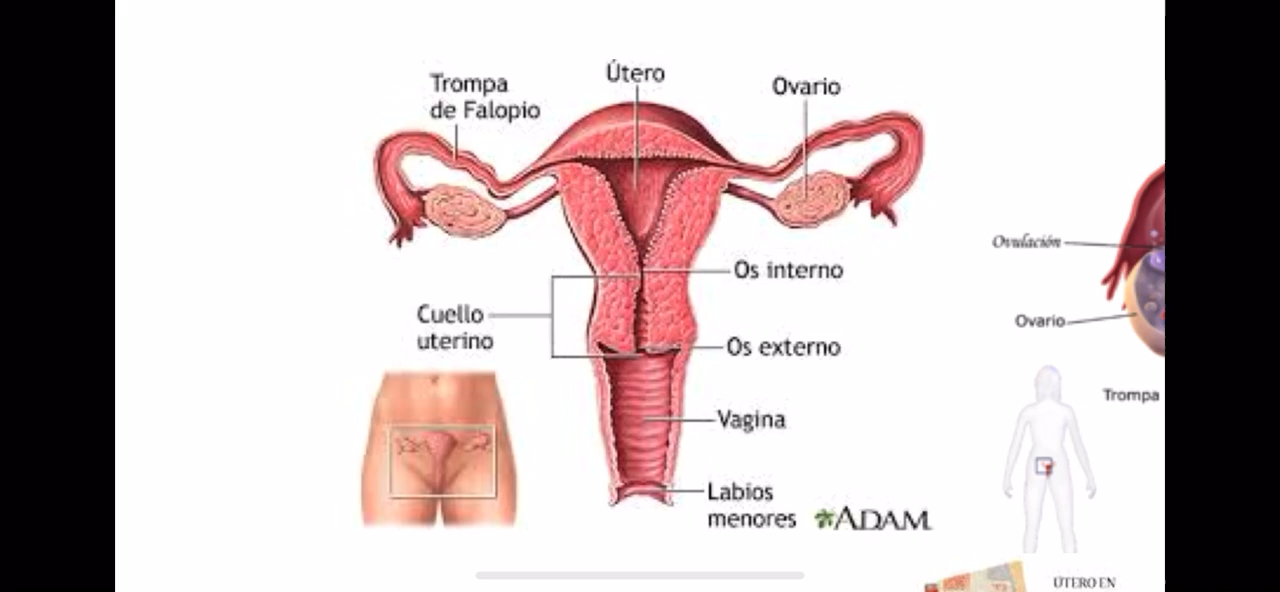 Trompa
de Falopio
Útero
Ovario
Os interno
Cuello
uterino
Os externo
Vagina
Labios
menores
ADAM
Ovulación
Ovario
Trompa
ÚTERO EN